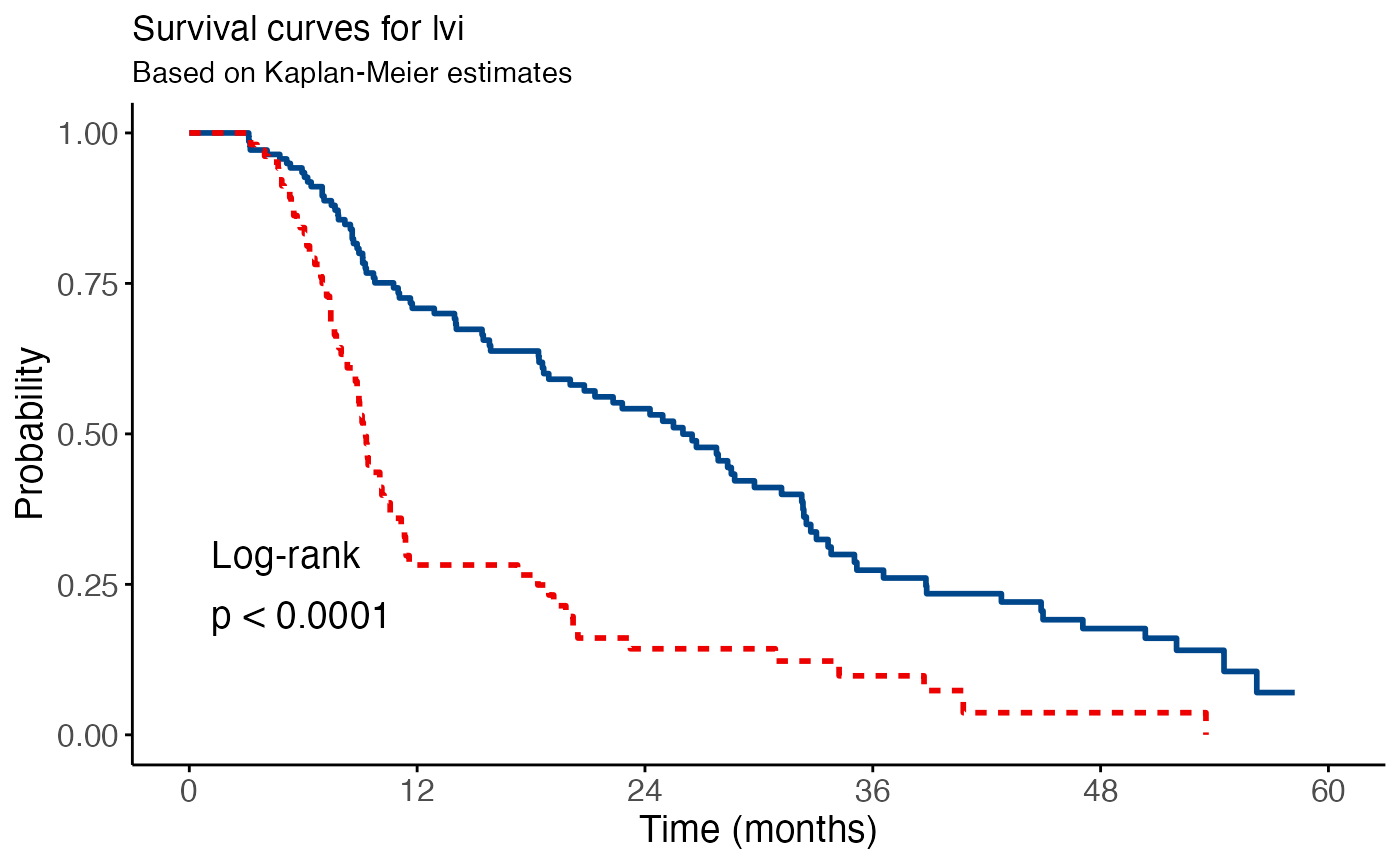 Survival curves for lvi
Based on Kaplan-Meier estimates
1.00
0.75
0.50
0.25
0.00
Probability
Log-rank
p < 0.0001
0 12 24 36 48 60
Time (months)